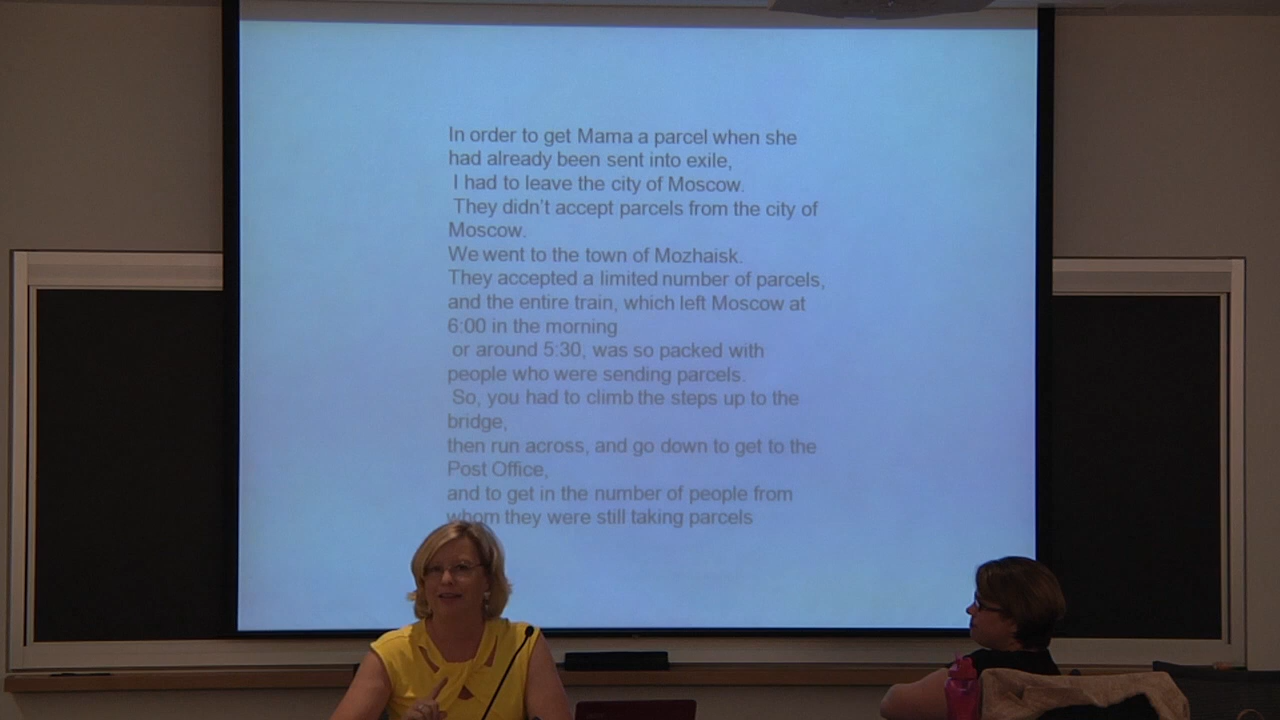 In order to get Mama a parcel when she
had already been sent into exile,
I had to leave the city of Moscow.
They didn't accept parcels from the city of
Moscow.
We went to the town of Mozhaisk.
They accepted a limited number of parcels,
and the entire train, which left Moscow at
6:00 in the morning
or around 5:30, was so packed with
people who were sending parcels.
So, you had to climb the steps up to the
bridge,
then run across, and go down to get to the
Post Office,
and to get in the number of people from
whom they were still taking parcels